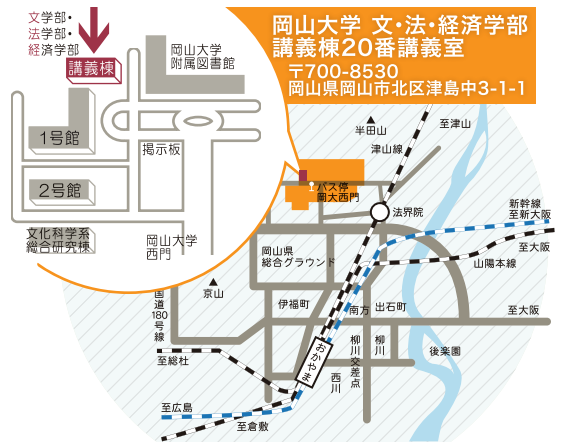 岡山大学 文・法・経済学部
講義棟20番講義室
〒700-8530
岡山県岡山市北区津島中3-1-1
文学部・
法学部・
経済学部
講義棟
岡山大学
附属図書館
1号館
掲示板
2号館
文化科学系
総合研究棟
岡山大学
西門
半田山
至津山
津山線
バス停
岡大西門
法界院
新幹線
至新大阪
至大阪
山陽本線
岡山県
総合グラウンド
京山
国道180号線
伊福町
南方
出石町
至大阪
おかやま
柳川交差点
柳川
後楽園
西川
至総社
至広島
至倉敷